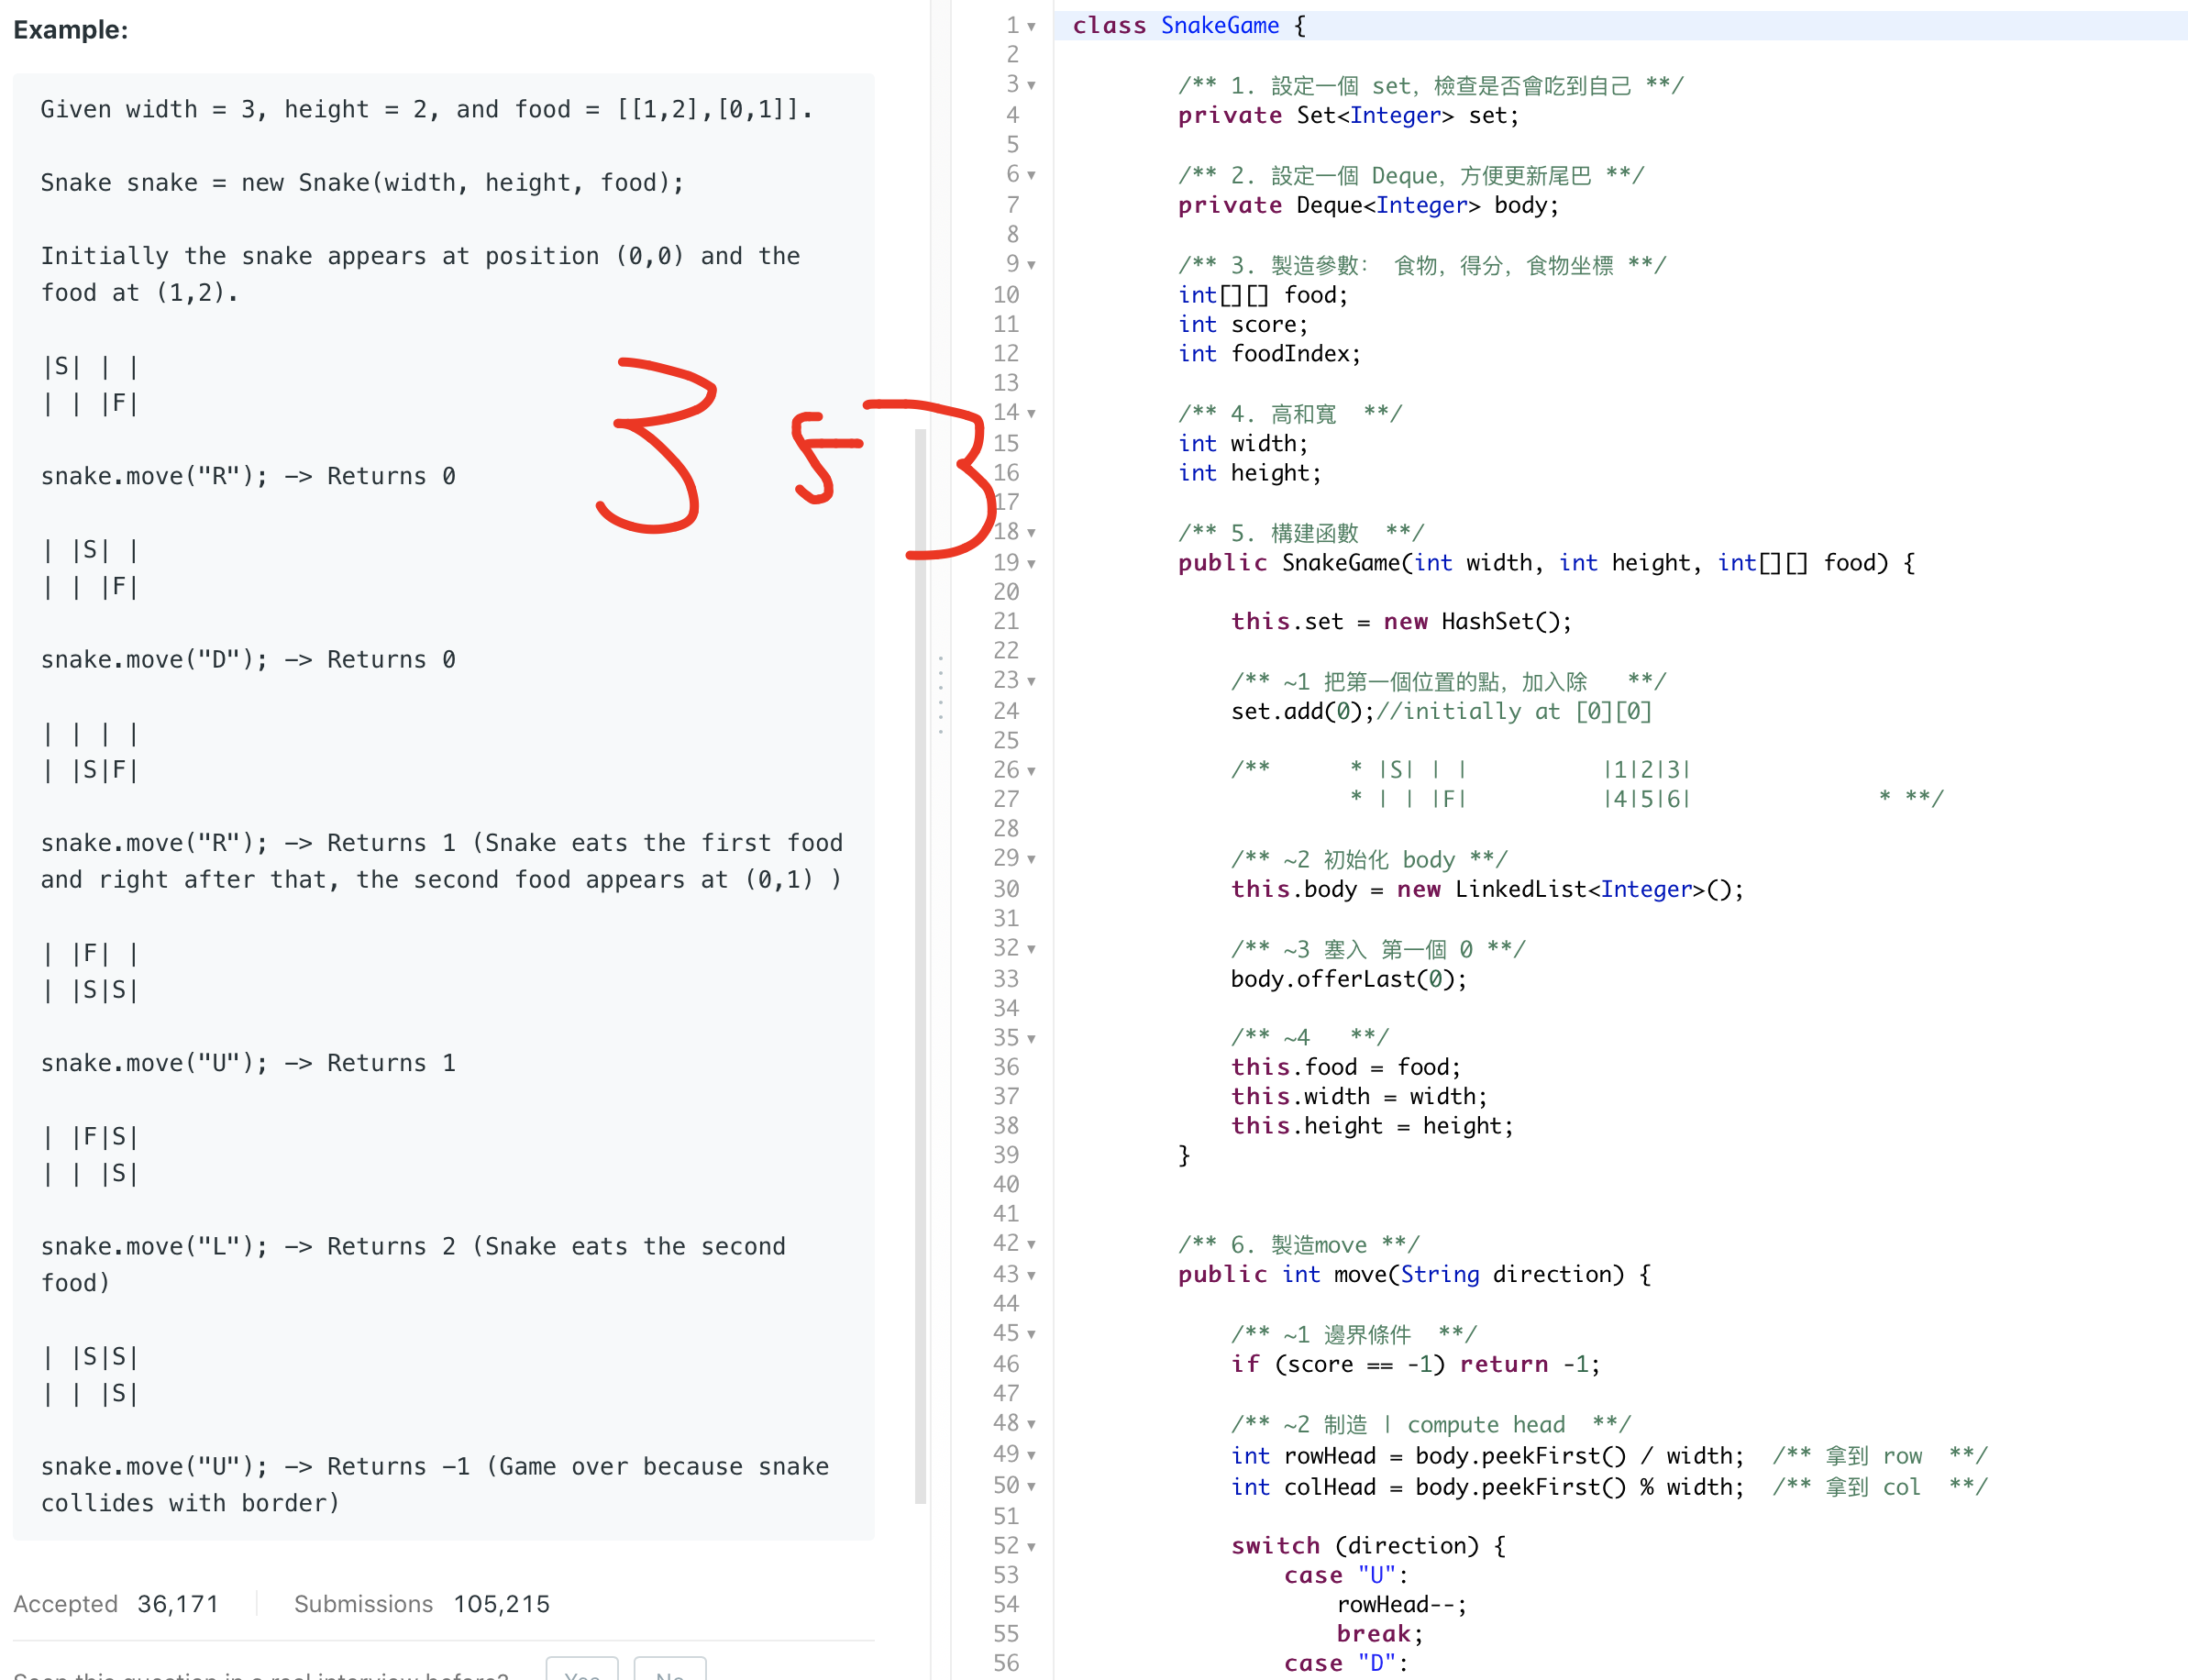 Example:
Given width = 3, height = 2, and food = [[1,2],[0,1]].
Snake snake = new Snake(width, height, food);
Initially the snake appears at position (0,0) and the
food at (1,2).
|S| | |
| | |F|
snake.move("R"); -> Returns 0
| |S| |
| | |F|
snake.move("D"); -> Returns 0
| | | |
| |S|F|
snake.move("R"); -> Returns 1 (Snake eats the first food
and right after that, the second food appears at (0,1) )
| |F| |
| |S|S|
snake.move("U"); -> Returns 1
| |F|S|
| | |S|
snake.move("L"); -> Returns 2 (Snake eats the second
food)
| |S|S|
| | |S|
snake.move("U"); -> Returns -1 (Game over because snake
collides with border)
Accepted 36,171 Submissions 105,215
Seen this question in a real interview before? Yes No
3 5 3
1 class SnakeGame {
2
3 /** 1. 設定一個 set, 檢查是否會吃到自己 **/
4 private Set<Integer> set;
5
6 /** 2. 設定一個 Deque, 方便更新尾巴 **/
7 private Deque<Integer> body;
8
9 /** 3. 製造參數: 食物, 得分, 食物坐標 **/
10 int[][] food;
11 int score;
12 int foodIndex;
13
14 /** 4. 高和寬 **/
15 int width;
16 int height;
17
18 /** 5. 構建函數 **/
19 public SnakeGame(int width, int height, int[][] food) {
20
21 this.set = new HashSet();
22
23 /** ~1 把第一個位置的點, 加入除 **/
24 set.add(0);//initially at [0][0]
25
26 /** * |S| | | |1|2|3|
27 * | | |F| |4|5|6| * **/
28
29 /** ~2 初始化 body **/
30 this.body = new LinkedList<Integer>();
31
32 /** ~3 塞入 第一個 0 **/
33 body.offerLast(0);
34
35 /** ~4 **/
36 this.food = food;
37 this.width = width;
38 this.height = height;
39 }
40
41
42 /** 6. 製造move **/
43 public int move(String direction) {
44
45 /** ~1 邊界條件 **/
46 if (score == -1) return -1;
47
48 /** ~2 制造 | compute head **/
49 int rowHead = body.peekFirst() / width; /** 拿到 row **/
50 int colHead = body.peekFirst() % width; /** 拿到 col **/
51
52 switch (direction) {
53 case "U":
54 rowHead--;
55 break;
56 case "D":